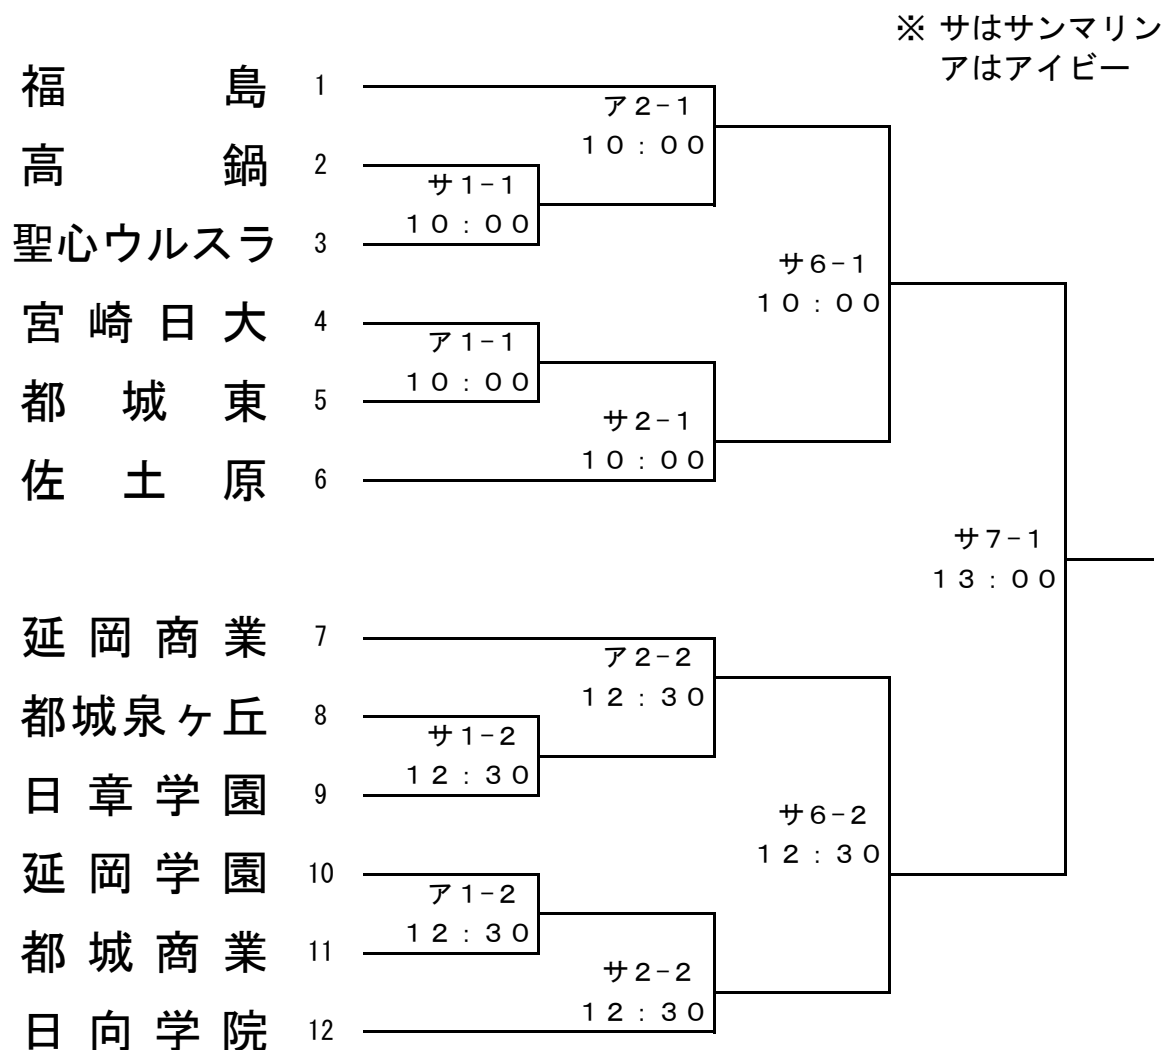 ※ サはサンマリン
アはアイビー
福島 1
ア2-1
10:00
高鍋 2
サ1-1
10:00
聖心ウルスラ 3
サ6-1
10:00
宮崎日大 4
ア1-1
10:00
都城東 5
サ2-1
10:00
佐土原 6
サ7-1
13:00
延岡商業 7
ア2-2
12:30
都城泉ヶ丘 8
サ1-2
12:30
日章学園 9
サ6-2
12:30
延岡学園 10
ア1-2
12:30
都城商業 11
サ2-2
12:30
日向学院 12